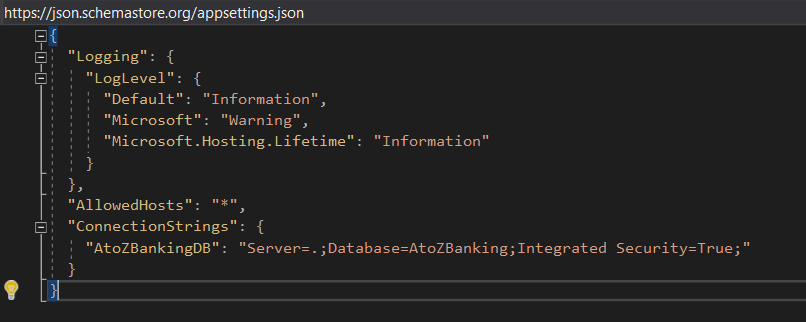 https://json.schemastore.org/appsettings.json
{
"Logging": {
"LogLevel": {
"Default": "Information",
"Microsoft": "Warning",
"Microsoft.Hosting.Lifetime": "Information"
}
},
"AllowedHosts": "*",
"ConnectionStrings": {
"AtoZBankingDB": "Server=.;Database=AtoZBanking;Integrated Security=True;"
}
}